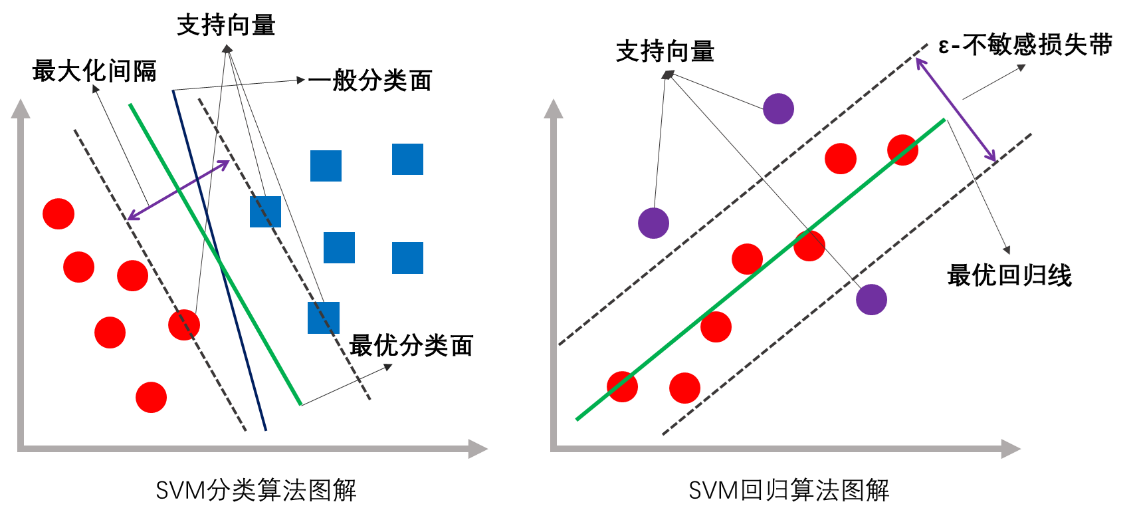 支持向量
最大化间隔
一般分类面
最优分类面
SVM分类算法图解
支持向量
ε-不敏感损失带
最优回归线
SVM回归算法图解